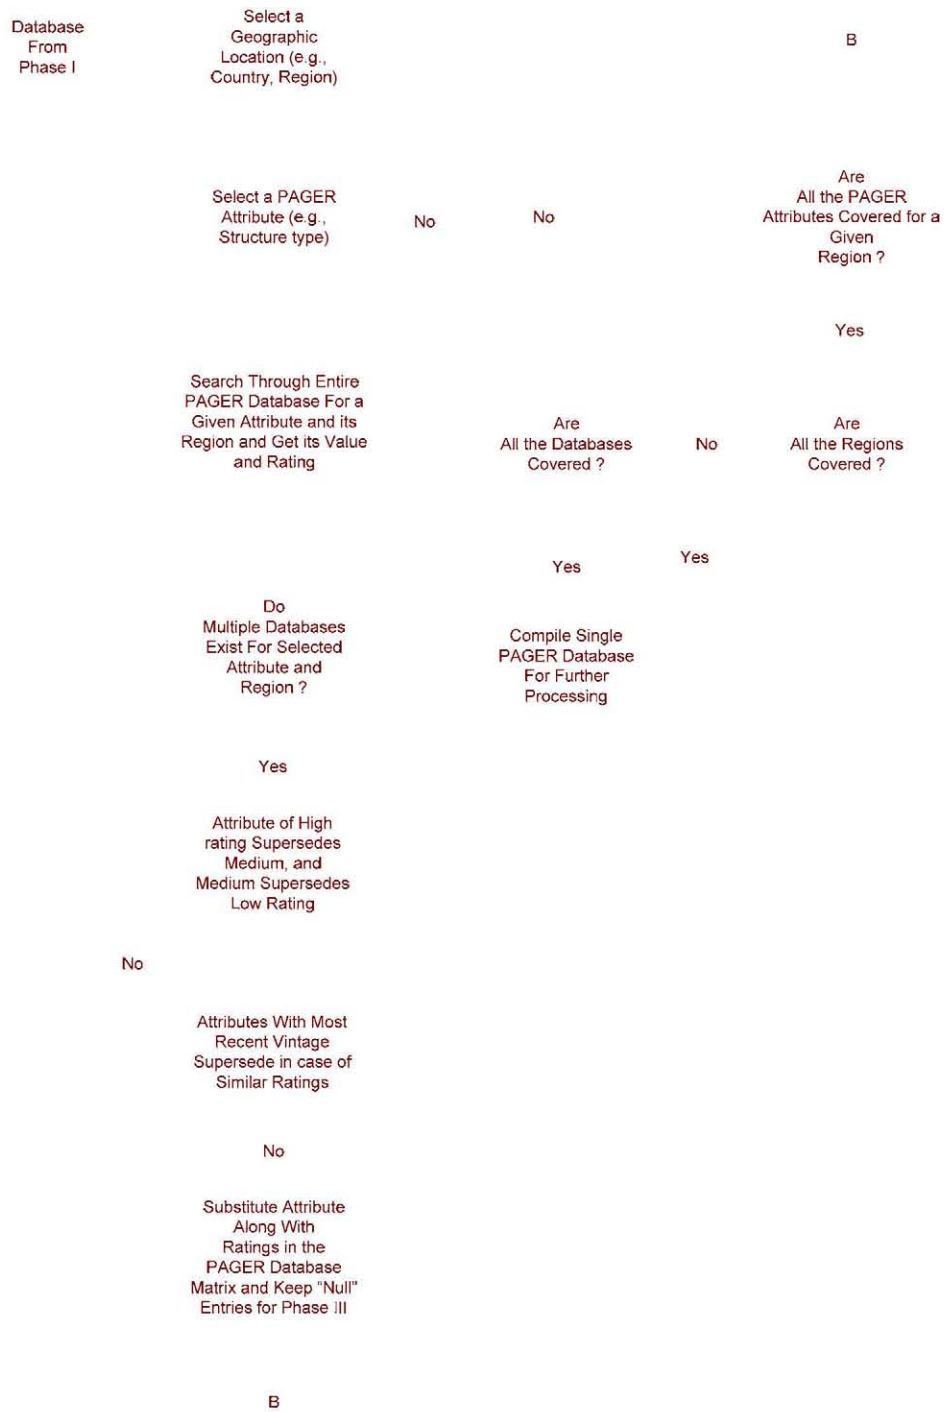 Database
From
Phase I
Select a
Geographic
Location (e.g.,
Country, Region)
B
Select a PAGER
Attribute (e.g.,
Structure type)
No
No
Are
All the PAGER
Attributes Covered for a
Given
Region ?
Yes
Search Through Entire
PAGER Database For a
Given Attribute and its
Region and Get its Value
and Rating
Are
All the Databases
Covered ?
No
Are
All the Regions
Covered ?
Yes
Yes
Do
Multiple Databases
Exist For Selected
Attribute and
Region ?
Compile Single
PAGER Database
For Further
Processing
Yes
Attribute of High
rating Supersedes
Medium, and
Medium Supersedes
Low Rating
No
Attributes With Most
Recent Vintage
Supersede in case of
Similar Ratings
No
Substitute Attribute
Along With
Ratings in the
PAGER Database
Matrix and Keep “Null”
Entries for Phase III
B